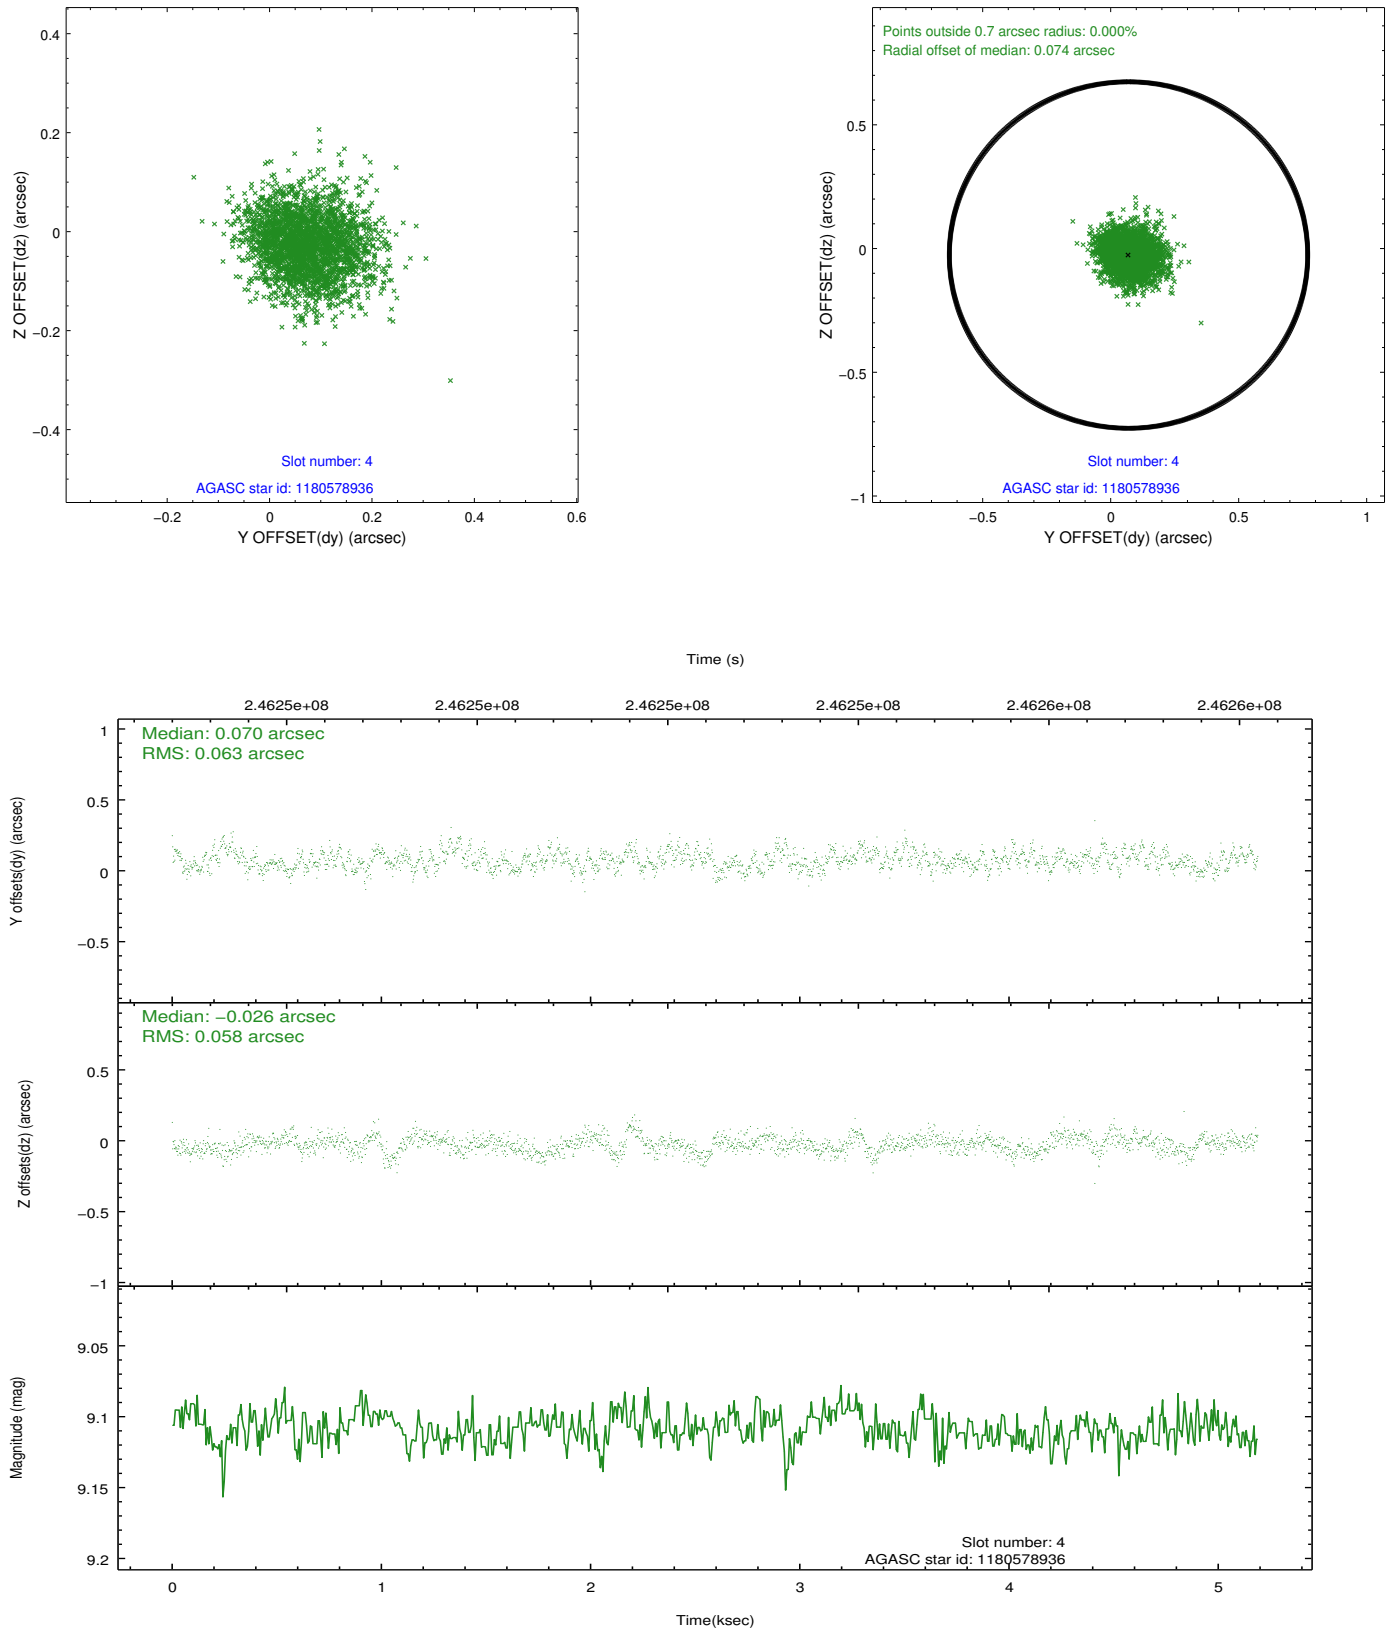 0.4
0.2
0
−0.2
−0.4
Z OFFSET(dz) (arcsec)
Slot number: 4
AGASC star id: 1180578936
−0.2 0 0.2 0.4 0.6
Y OFFSET(dy) (arcsec)
Points outside 0.7 arcsec radius: 0.000%
Radial offset of median: 0.074 arcsec
0.5
0
−0.5
−1
Z OFFSET(dz) (arcsec)
Slot number: 4
AGASC star id: 1180578936
−0.5 0 0.5 1
Y OFFSET(dy) (arcsec)
Time (s)
2.4625e+08 2.4625e+08 2.4625e+08 2.4625e+08 2.4626e+08 2.4626e+08
Median: 0.070 arcsec
RMS: 0.063 arcsec
1
0.5
0
−0.5
Y offsets(dy) (arcsec)
Median: −0.026 arcsec
RMS: 0.058 arcsec
0.5
0
−0.5
−1
Z offsets(dz) (arcsec)
9.05
9.1
9.15
9.2
Magnitude (mag)
Slot number: 4
AGASC star id: 1180578936
0 1 2 3 4 5
Time(ksec)